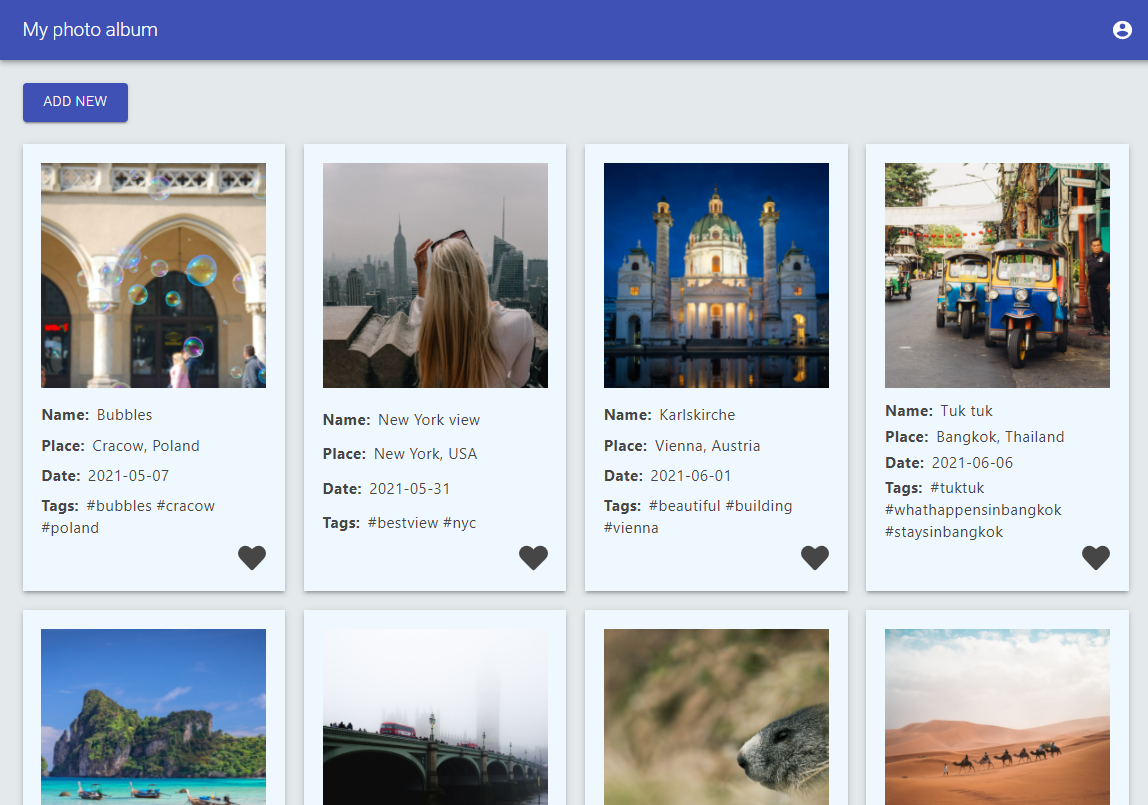 My photo album
ADD NEW
Name: Bubbles
Place: Cracow, Poland
Date: 2021-05-07
Tags: #bubbles #cracow
#poland
Name: New York view
Place: New York, USA
Date: 2021-05-31
Tags: #bestview #nyc
Name: Karlskirche
Place: Vienna, Austria
Date: 2021-06-01
Tags: #beautiful #building
#vienna
Name: Tuk tuk
Place: Bangkok, Thailand
Date: 2021-06-06
Tags: #tuktuk
#whathappensinbangkok
#staysinbangkok